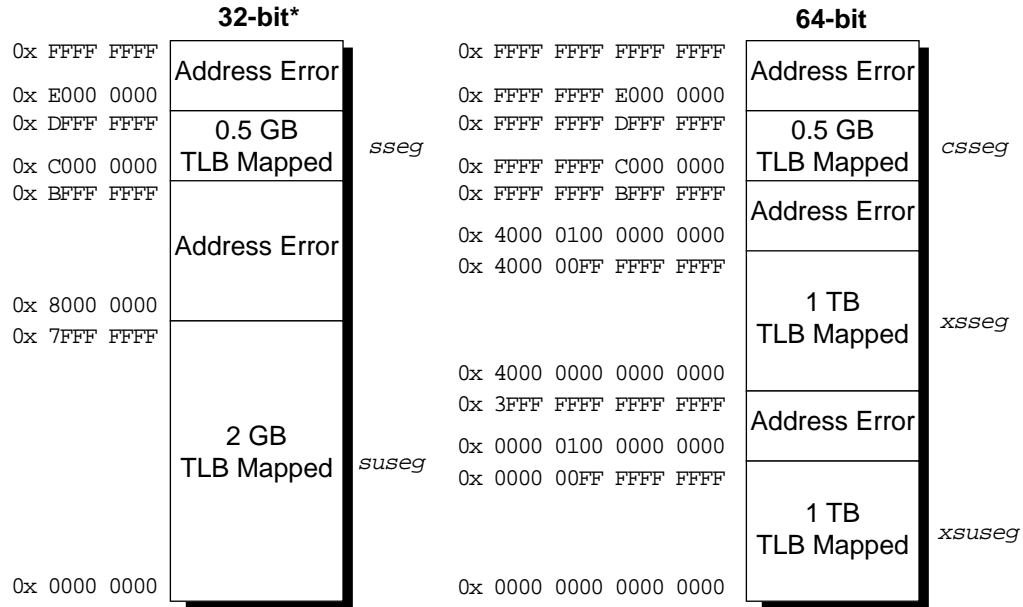 32-bit*
0x FFFF FFFF
Address Error
0x E000 0000
0x DFFF FFFF
0.5 GB
TLB Mapped
sseg
0x C000 0000
0x BFFF FFFF
Address Error
0x 8000 0000
0x 7FFF FFFF
2 GB
TLB Mapped
suseg
0x 0000 0000
64-bit
0x FFFF FFFF FFFF FFFF
Address Error
0x FFFF FFFF E000 0000
0x FFFF FFFF DFFF FFFF
0.5 GB
TLB Mapped
csseg
0x FFFF FFFF C000 0000
0x FFFF FFFF BFFF FFFF
Address Error
0x 4000 0100 0000 0000
0x 4000 00FF FFFF FFFF
1 TB
TLB Mapped
xsseg
0x 4000 0000 0000 0000
0x 3FFF FFFF FFFF FFFF
Address Error
0x 0000 0100 0000 0000
0x 0000 00FF FFFF FFFF
1 TB
TLB Mapped
xsuseg
0x 0000 0000 0000 0000